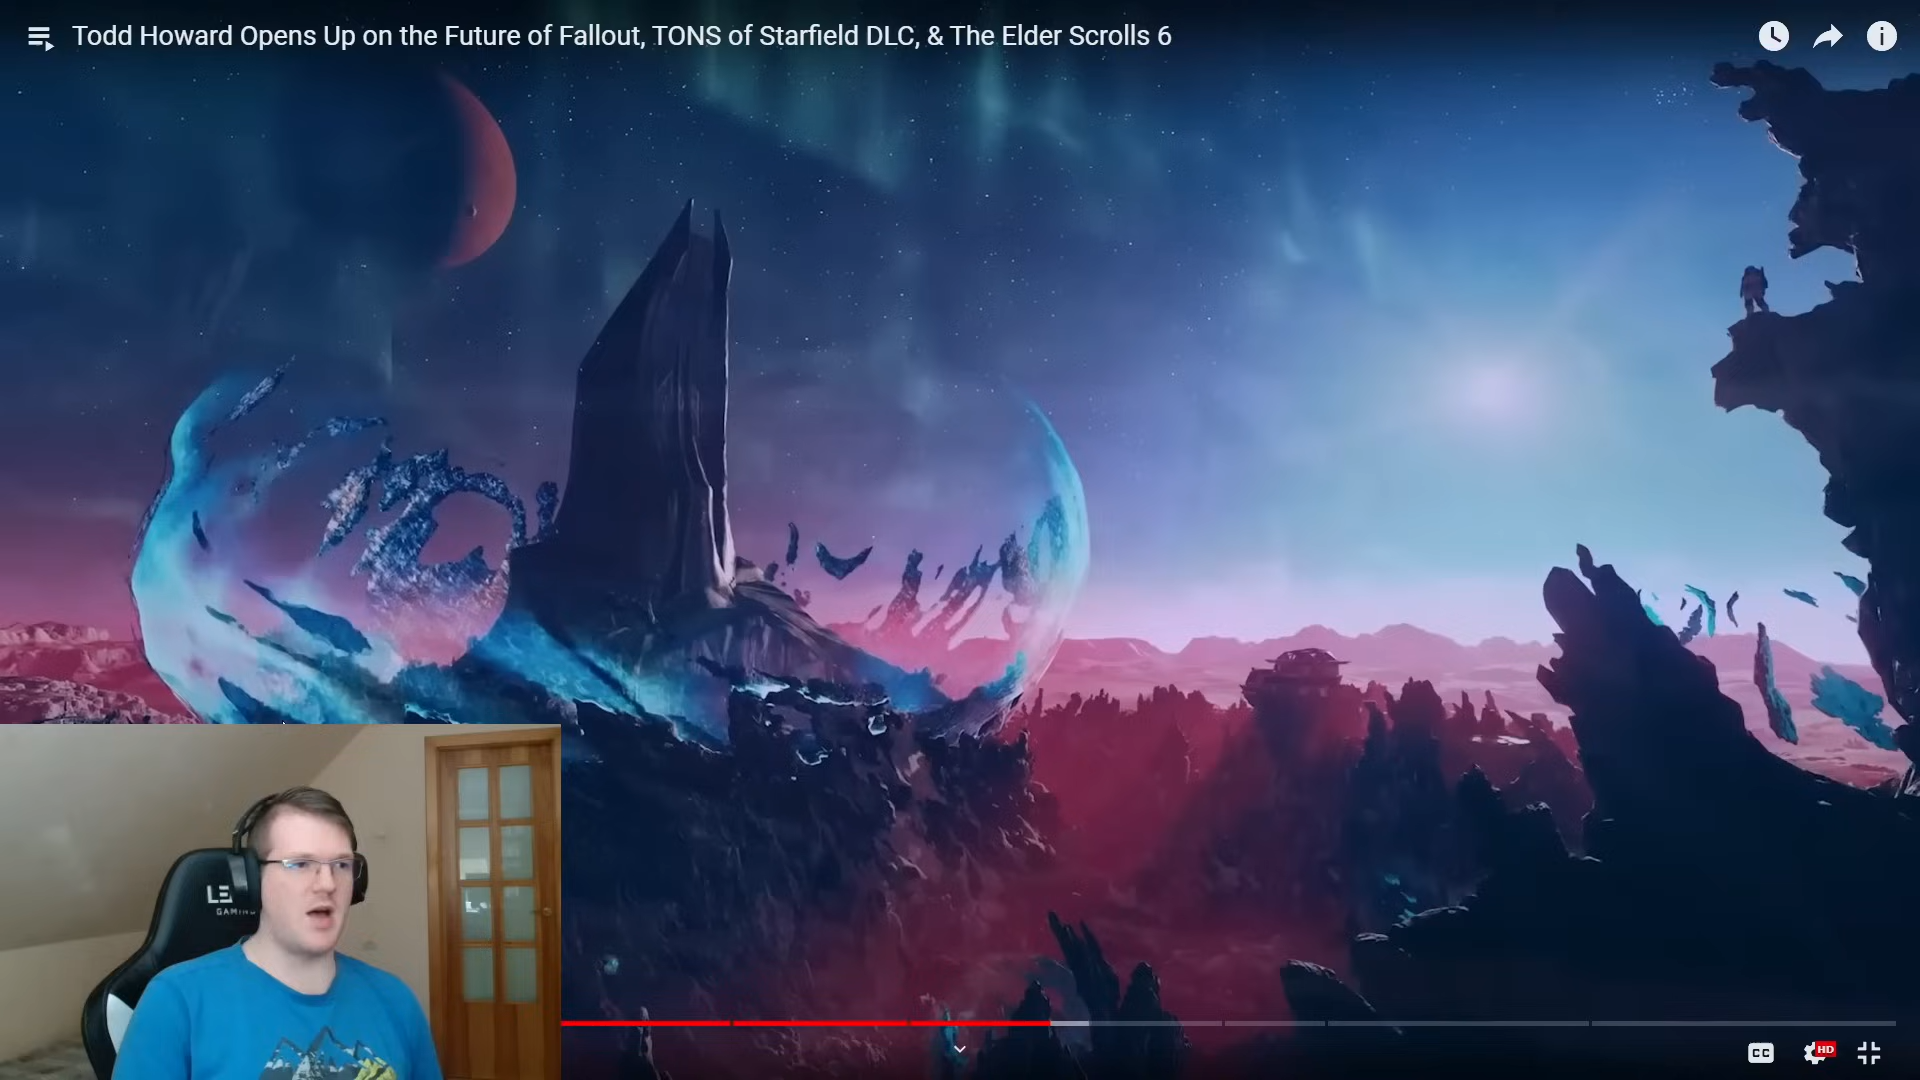 Todd Howard Opens Up on the Future of Fallout, TONS of Starfield DLC, & The Elder Scrolls 6
GAMING
CC
HD